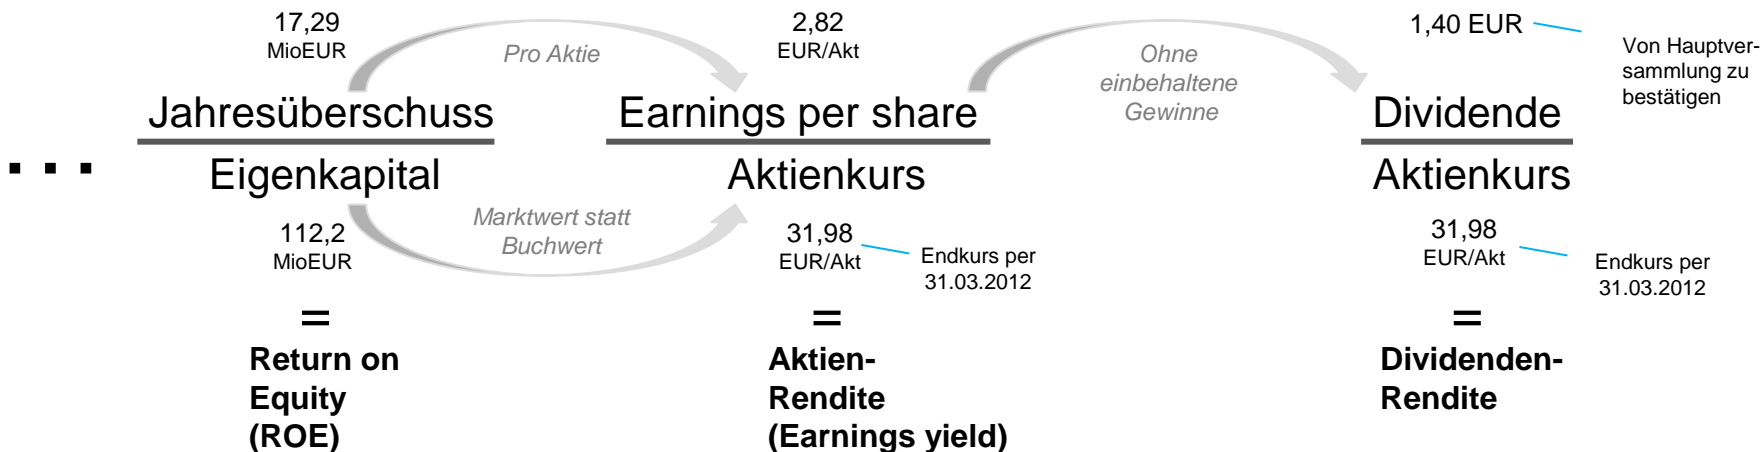 17,29
MioEUR
Pro Aktie
Jahresüberschuss
Eigenkapital
Marktwert statt
Buchwert
112,2
MioEUR
=
Return on
Equity
(ROE)
2,82
EUR/Akt
Earnings per share
Aktienkurs
31,98
EUR/Akt
Endkurs per
31.03.2012
=
Aktien-
Rendite
(Earnings yield)
Ohne
einbehaltene
Gewinne
1,40 EUR
Von Hauptver-
sammlung zu
bestätigen
Dividende
Aktienkurs
31,98
EUR/Akt
Endkurs per
31.03.2012
=
Dividenden-
Rendite
...